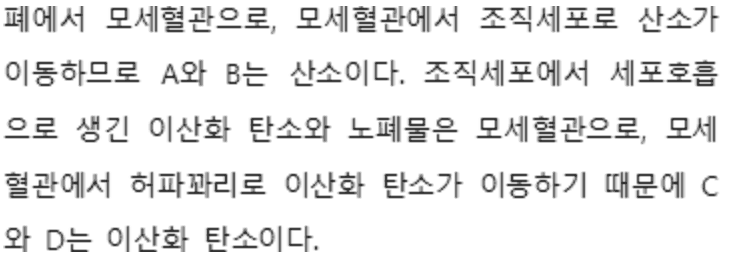 폐에서 모세혈관으로, 모세혈관에서 조직세포로 산소가
이동하므로 A와 B는 산소이다. 조직세포에서 세포호흡
으로 생긴 이산화 탄소와 노폐물은 모세혈관으로, 모세
혈관에서 허파꽈리로 이산화 탄소가 이동하기 때문에 C
와 D는 이산화 탄소이다.